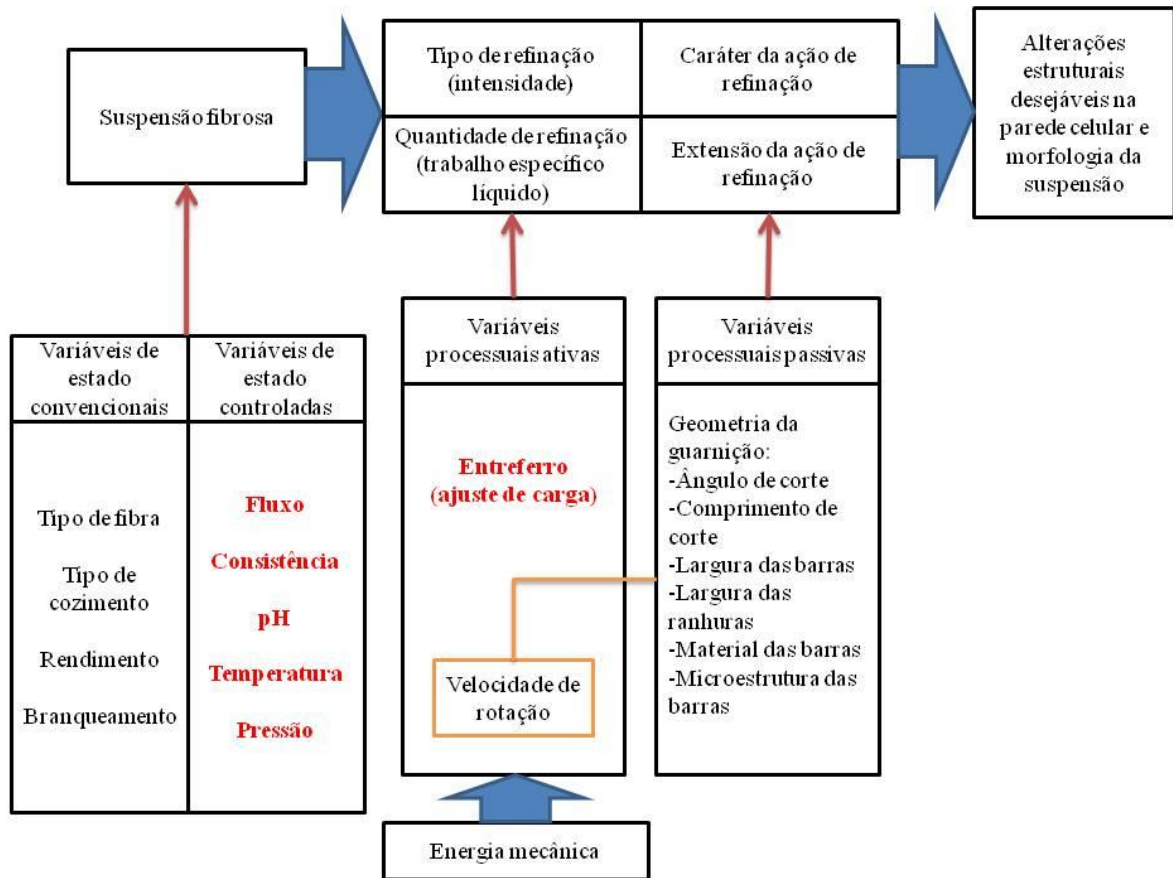 Suspensão fibrosa
Tipo de refinação
(intensidade)
Caráter da ação de
refinação
Quantidade de refinação
(trabalho específico
líquido)
Extensão da ação de
refinação
Alterações
estruturais
desejáveis na
parede celular e
morfologia da
suspensão
Variáveis de
estado
convencionais
Variáveis de
estado
controladas
Tipo de fibra
Tipo de
cozimento
Rendimento
Branqueamento
Fluxo
Consistência
pH
Temperatura
Pressão
Variáveis
processuais ativas
Entreferro
(ajuste de carga)
Velocidade de
rotação
Variáveis
processuais passivas
Geometria da
guarnição:
-Ângulo de corte
-Comprimento de
corte
-Largura das barras
-Largura das
ranhuras
-Material das barras
-Microestrutura das
barras
Energia mecânica